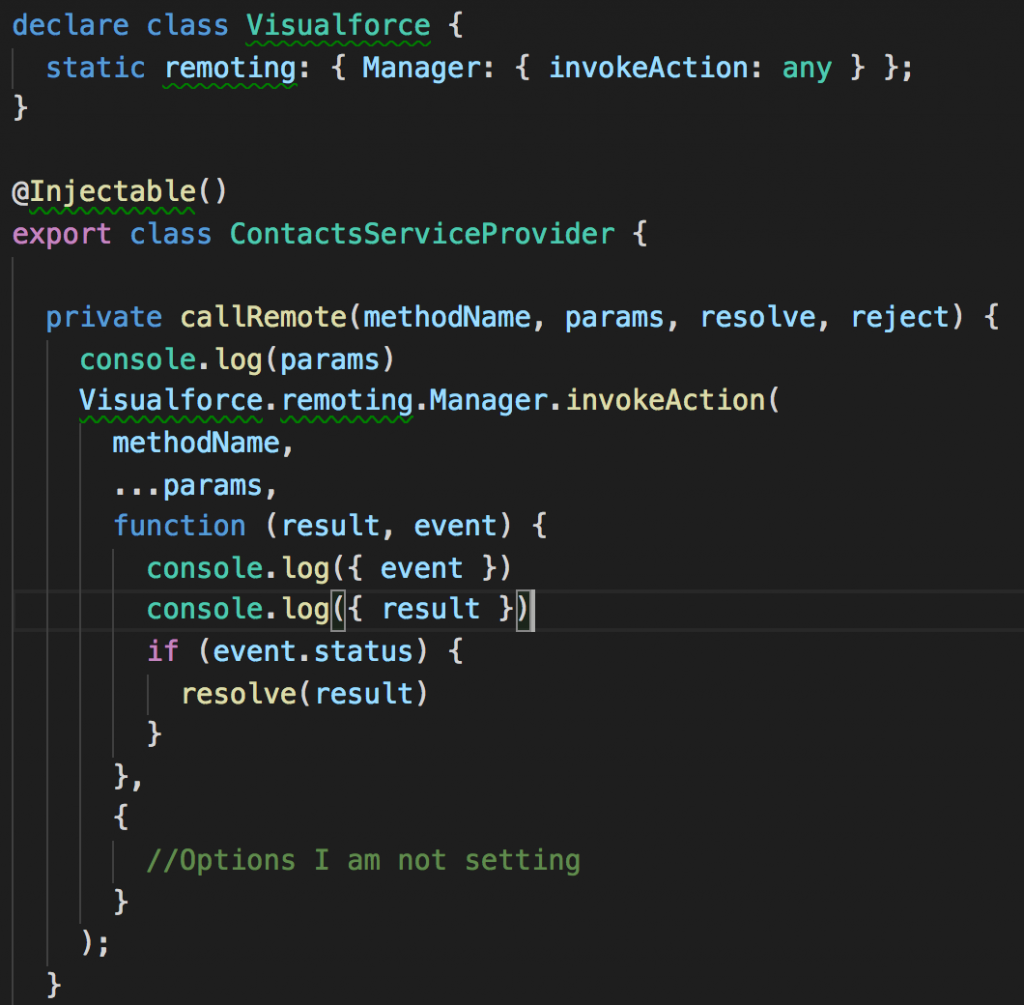 declare class Visualforce {
static remoting: { Manager: { invokeAction: any } };
}
@Injectable()
export class ContactsServiceProvider {
private callRemote(methodName, params, resolve, reject) {
console.log(params)
Visualforce.remoting.Manager.invokeAction(
methodName,
...params,
function (result, event) {
console.log({ event })
console.log({ result })
if (event.status) {
resolve(result)
}
},
{
//Options I am not setting
}
);
}